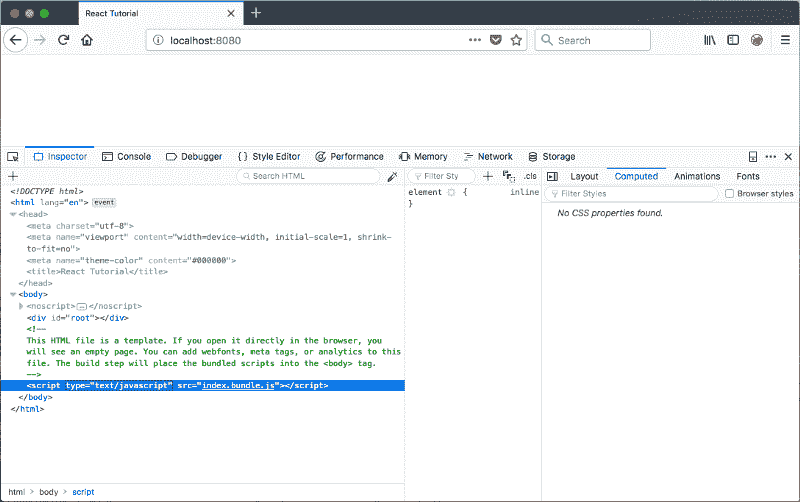 React Tutorial
localhost:8080
Search
Inspector Console Debugger Style Editor Performance Memory Network Storage
Search HTML
Filter Sty
.cls
Layout Computed Animations Fonts
<!DOCTYPE html>
<html lang="en"> event
<head>
<meta charset="utf-8">
<meta name="viewport" content="width=device-width, initial-scale=1, shrink-
to-fit=no">
<meta name="theme-color" content="#000000">
<title>React Tutorial</title>
</head>
<body>
<noscript>…</noscript>
<div id="root"></div>
<!--
This HTML file is a template. If you open it directly in the browser, you
will see an empty page. You can add webfonts, meta tags, or analytics to this
file. The build step will place the bundled scripts into the <body> tag.
-->
<script type="text/javascript" src="index.bundle.js"></script>
</body>
</html>
element { inline
}
Filter Styles
Browser styles
No CSS properties found.
html > body > script